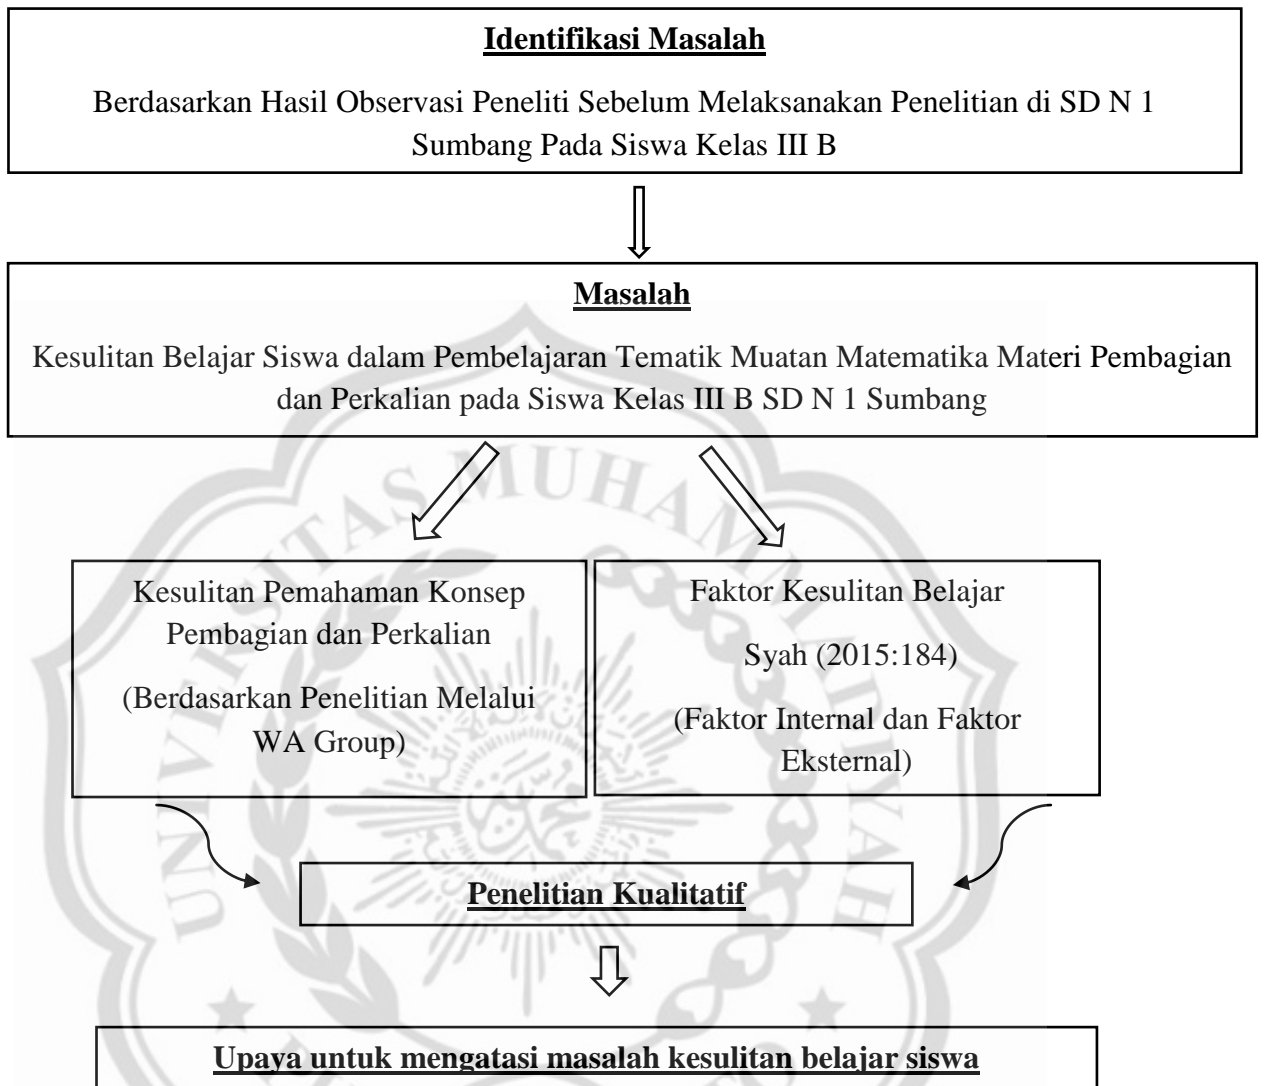 Identifikasi Masalah
Berdasarkan Hasil Observasi Peneliti Sebelum Melaksanakan Penelitian di SD N 1
Sumbang Pada Siswa Kelas III B
Masalah
Kesulitan Belajar Siswa dalam Pembelajaran Tematik Muatan Matematika Materi Pembagian
dan Perkalian pada Siswa Kelas III B SD N 1 Sumbang
Kesulitan Pemahaman Konsep
Pembagian dan Perkalian
(Berdasarkan Penelitian Melalui
WA Group)
Faktor Kesulitan Belajar
Syah (2015:184)
(Faktor Internal dan Faktor
Eksternal)
Penelitian Kualitatif
Upaya untuk mengatasi masalah kesulitan belajar siswa
UNIVERSITAS MUHAMMADIYAH